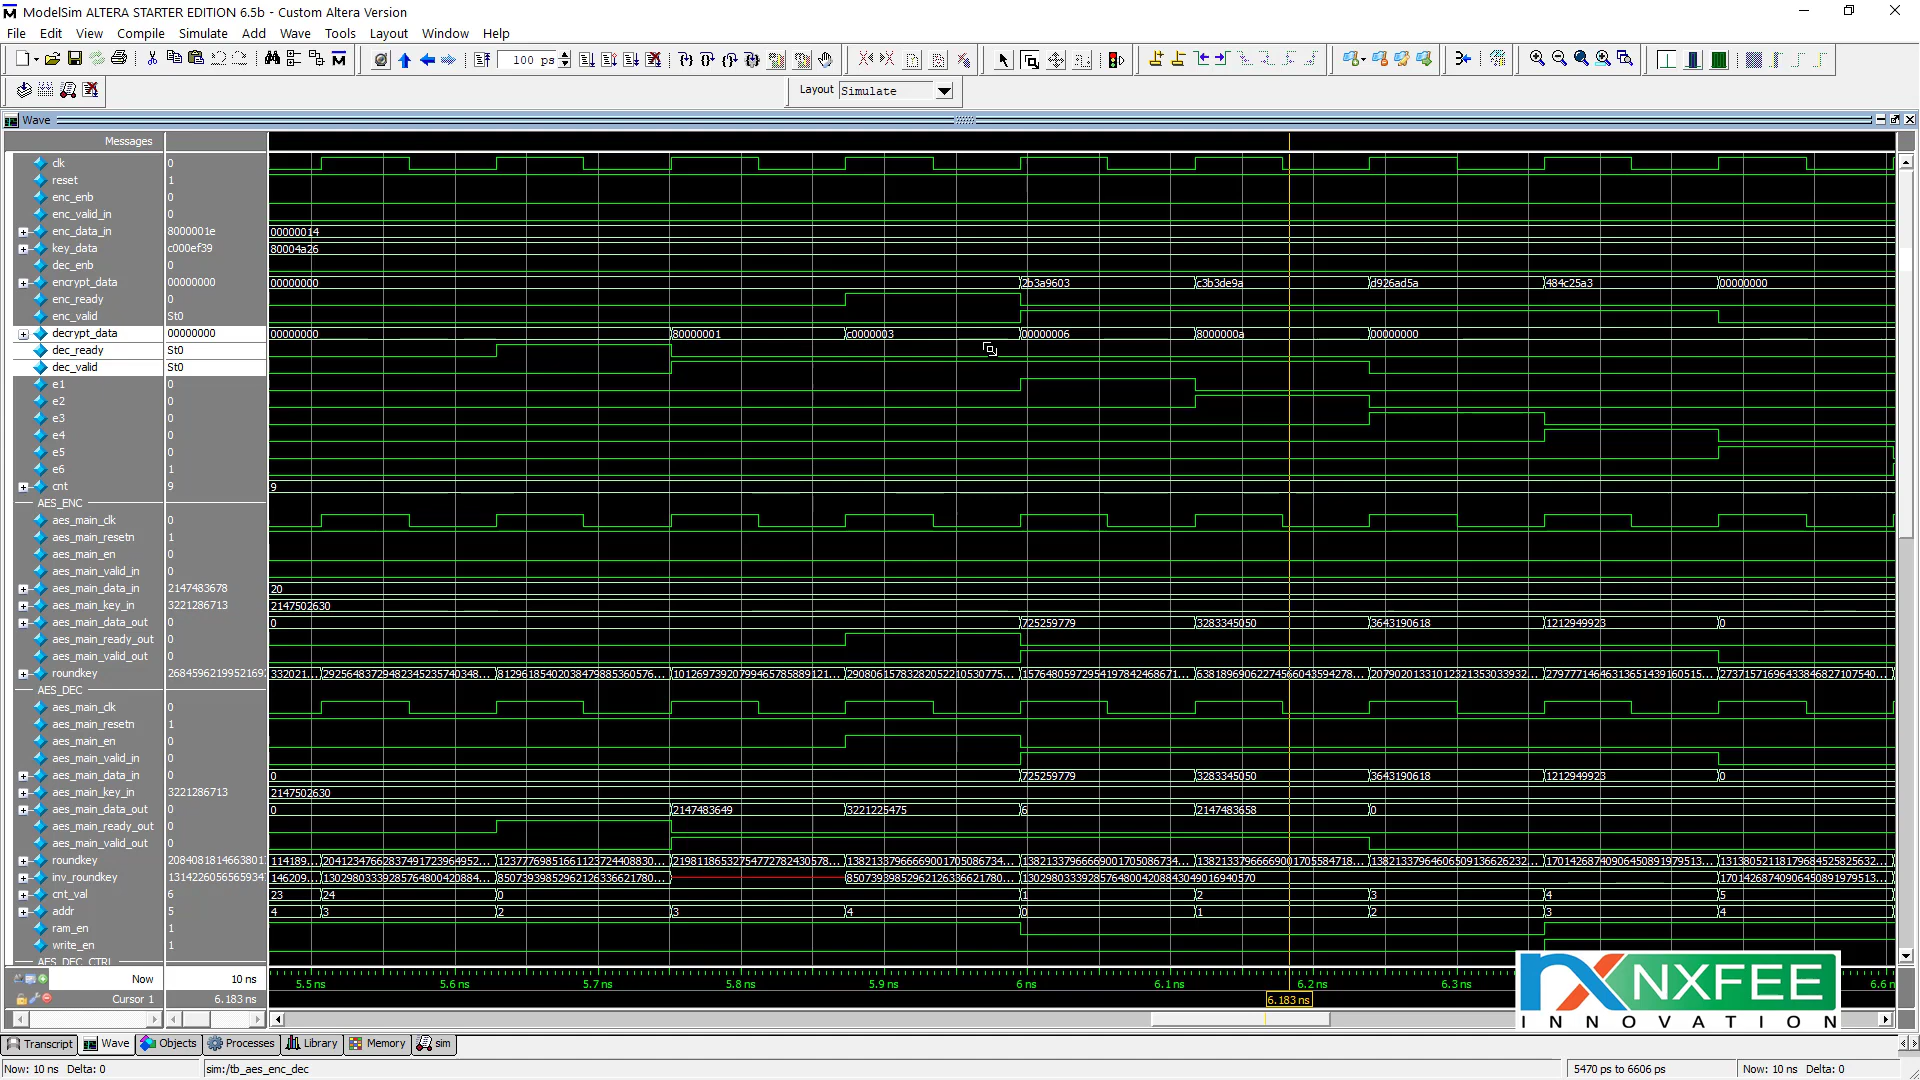 ModelSim ALTERA STARTER EDITION 6.5b - Custom Altera Version
File Edit View Compile Simulate Add Wave Tools Layout Window Help
100 ps
Layout Simulate
Wave
Messages
clk 0
reset 1
enc_enb 0
enc_valid_in 0
enc_data_in 8000001e 00000014
key_data c000ef39 80004a26
dec_enb 0
encrypt_data 00000000 00000000 2b3a9603 c3b3de9a d926ad5a 484c25a3 00000000
enc_ready 0
enc_valid St0
decrypt_data 00000000 00000000 80000001 c0000003 00000006 8000000a 00000000
dec_ready St0
dec_valid St0
e1 0
e2 0
e3 0
e4 0
e5 0
e6 1
cnt 9 9
AES_ENC
aes_main_clk 0
aes_main_resetn 1
aes_main_en 0
aes_main_valid_in 0
aes_main_data_in 2147483678 20
aes_main_key_in 3221286713 2147502630
aes_main_data_out 0 0 725259779 3283345050 3643190618 1212949923 0
aes_main_ready_out 0
aes_main_valid_out 0
roundkey
AES_DEC
aes_main_clk 0
aes_main_resetn 1
aes_main_en 0
aes_main_valid_in 0
aes_main_data_in 0 0 725259779 3283345050 3643190618 1212949923 0
aes_main_key_in 3221286713 2147502630
aes_main_data_out 0 0 2147483649 3221225475 6 2147483658 0
aes_main_ready_out 0
aes_main_valid_out 0
roundkey
inv_roundkey
cnt_val 6 23 24 0 1 2 3 4 5
addr 5 4 3 2 3 4 0 1 2 3 4
ram_en 1
write_en 1
AES_DEC_CTRL
Now 10 ns 5.5 ns 5.6 ns 5.7 ns 5.8 ns 5.9 ns 6 ns 6.1 ns 6.2 ns 6.3 ns
Cursor 1 6.183 ns 6.183 ns
NXFEE
INNOVATION
Transcript Wave Objects Processes Library Memory sim
Now: 10 ns Delta: 0 sim:/tb_aes_enc_dec 5470 ps to 6606 ps Now: 10 ns Delta: 0